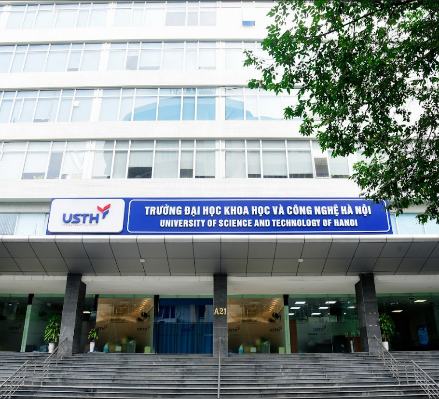 USTH
TRƯỜNG ĐẠI HỌC KHOA HỌC VÀ CÔNG NGHỆ HÀ NỘI
UNIVERSITY OF SCIENCE AND TECHNOLOGY OF HANOI
A21